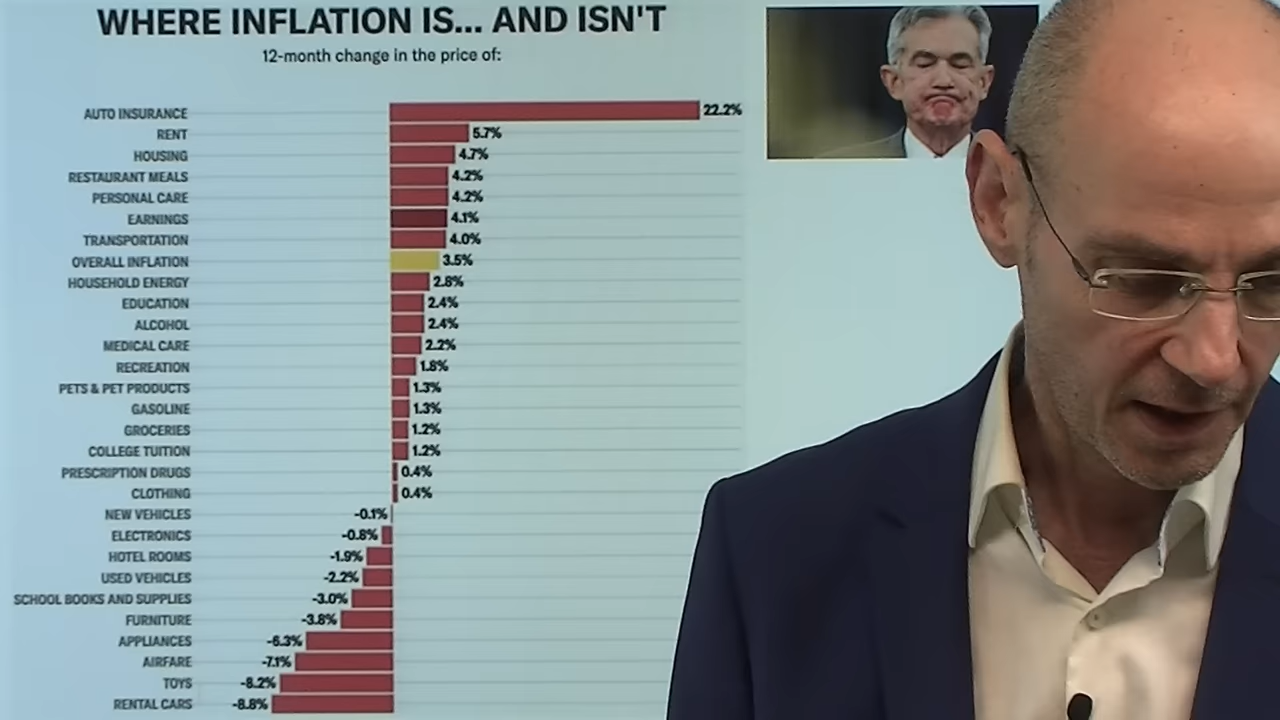 WHERE INFLATION IS... AND ISN'T
12-month change in the price of:
AUTO INSURANCE 22.2%
RENT 5.7%
HOUSING 4.7%
RESTAURANT MEALS 4.2%
PERSONAL CARE 4.2%
EARNINGS 4.1%
TRANSPORTATION 4.0%
OVERALL INFLATION 3.5%
HOUSEHOLD ENERGY 2.8%
EDUCATION 2.4%
ALCOHOL 2.4%
MEDICAL CARE 2.2%
RECREATION 1.8%
PETS & PET PRODUCTS 1.3%
GASOLINE 1.3%
GROCERIES 1.2%
COLLEGE TUITION 1.2%
PRESCRIPTION DRUGS 0.4%
CLOTHING 0.4%
NEW VEHICLES -0.1%
ELECTRONICS -0.8%
HOTEL ROOMS -1.9%
USED VEHICLES -2.2%
SCHOOL BOOKS AND SUPPLIES -3.0%
FURNITURE -3.8%
APPLIANCES -6.3%
AIRFARE -7.1%
TOYS -8.2%
RENTAL CARS -8.8%